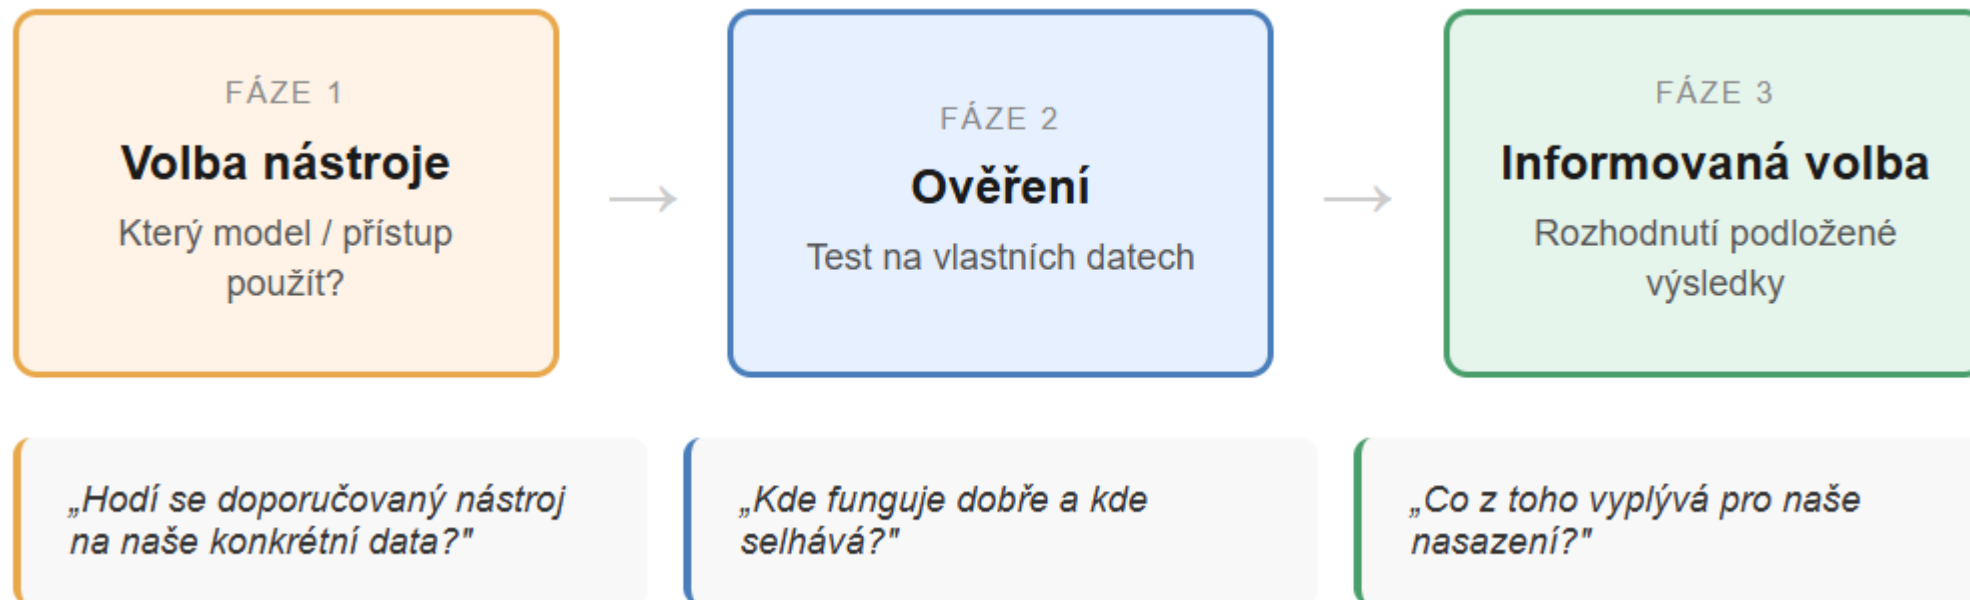 FÁZE 1
Volba nástroje
Který model / přístup
použít?
→
FÁZE 2
Ověření
Test na vlastních datech
→
FÁZE 3
Informovaná volba
Rozhodnutí podložené
výsledky
„Hodí se doporučovaný nástroj
na naše konkrétní data?"
„Kde funguje dobře a kde
selhává?"
„Co z toho vyplývá pro naše
nasazení?"